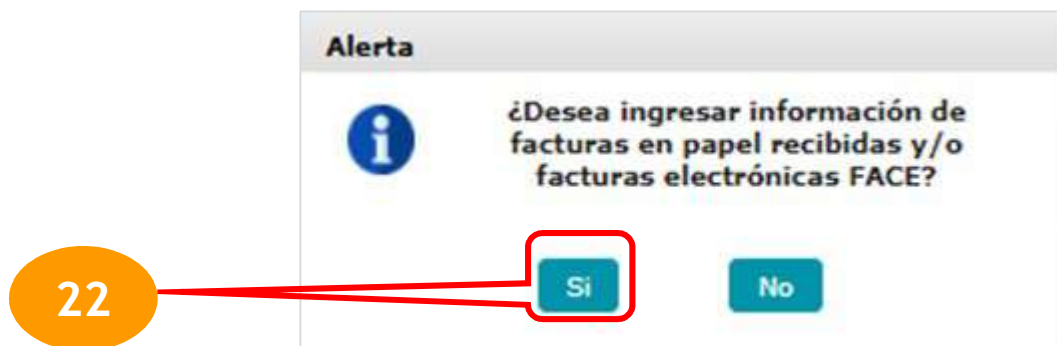 Alerta
¿Desea ingresar información de
facturas en papel recibidas y/o
facturas electrónicas FACE?
22
Si
No